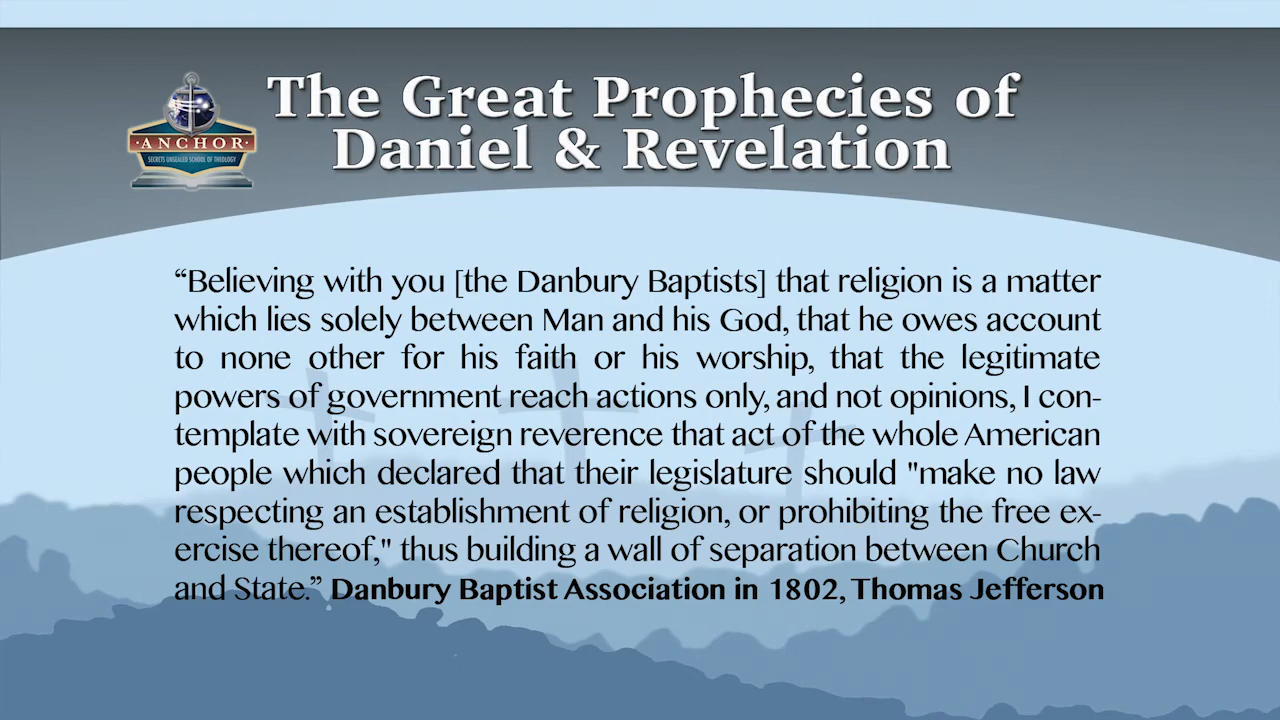 The Great Prophecies of
Daniel & Revelation
·ANCHOR·
SECRETS UNSEALED SCHOOL OF THEOLOGY
“Believing with you [the Danbury Baptists] that religion is a matter
which lies solely between Man and his God, that he owes account
to none other for his faith or his worship, that the legitimate
powers of government reach actions only, and not opinions, I con-
template with sovereign reverence that act of the whole American
people which declared that their legislature should "make no law
respecting an establishment of religion, or prohibiting the free ex-
ercise thereof," thus building a wall of separation between Church
and State.” Danbury Baptist Association in 1802, Thomas Jefferson